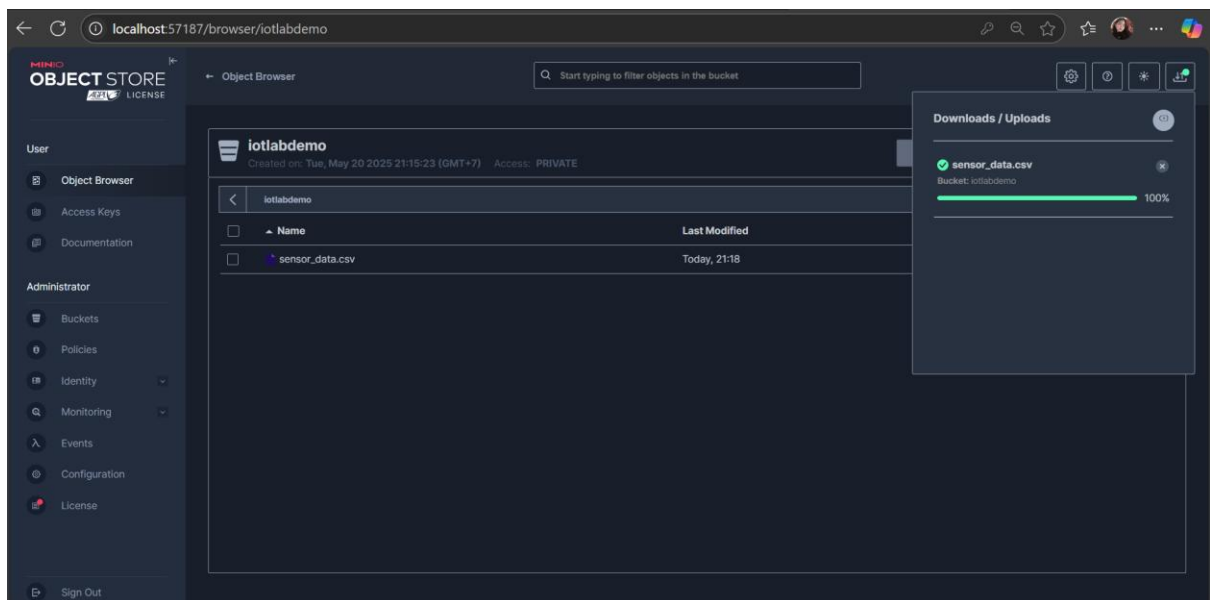 localhost:57187/browser/iotlabdemo
MINIO
OBJECT STORE
LICENSE
← Object Browser
Start typing to filter objects in the bucket
Downloads / Uploads
sensor_data.csv
Bucket: iotlabdemo
100%
User
Object Browser
Access Keys
Documentation
Administrator
Buckets
Policies
Identity
Monitoring
Events
Configuration
License
Sign Out
iotlabdemo
Created on: Tue, May 20 2025 21:15:23 (GMT+7) Access: PRIVATE
iotlabdemo
Name Last Modified
sensor_data.csv Today, 21:18